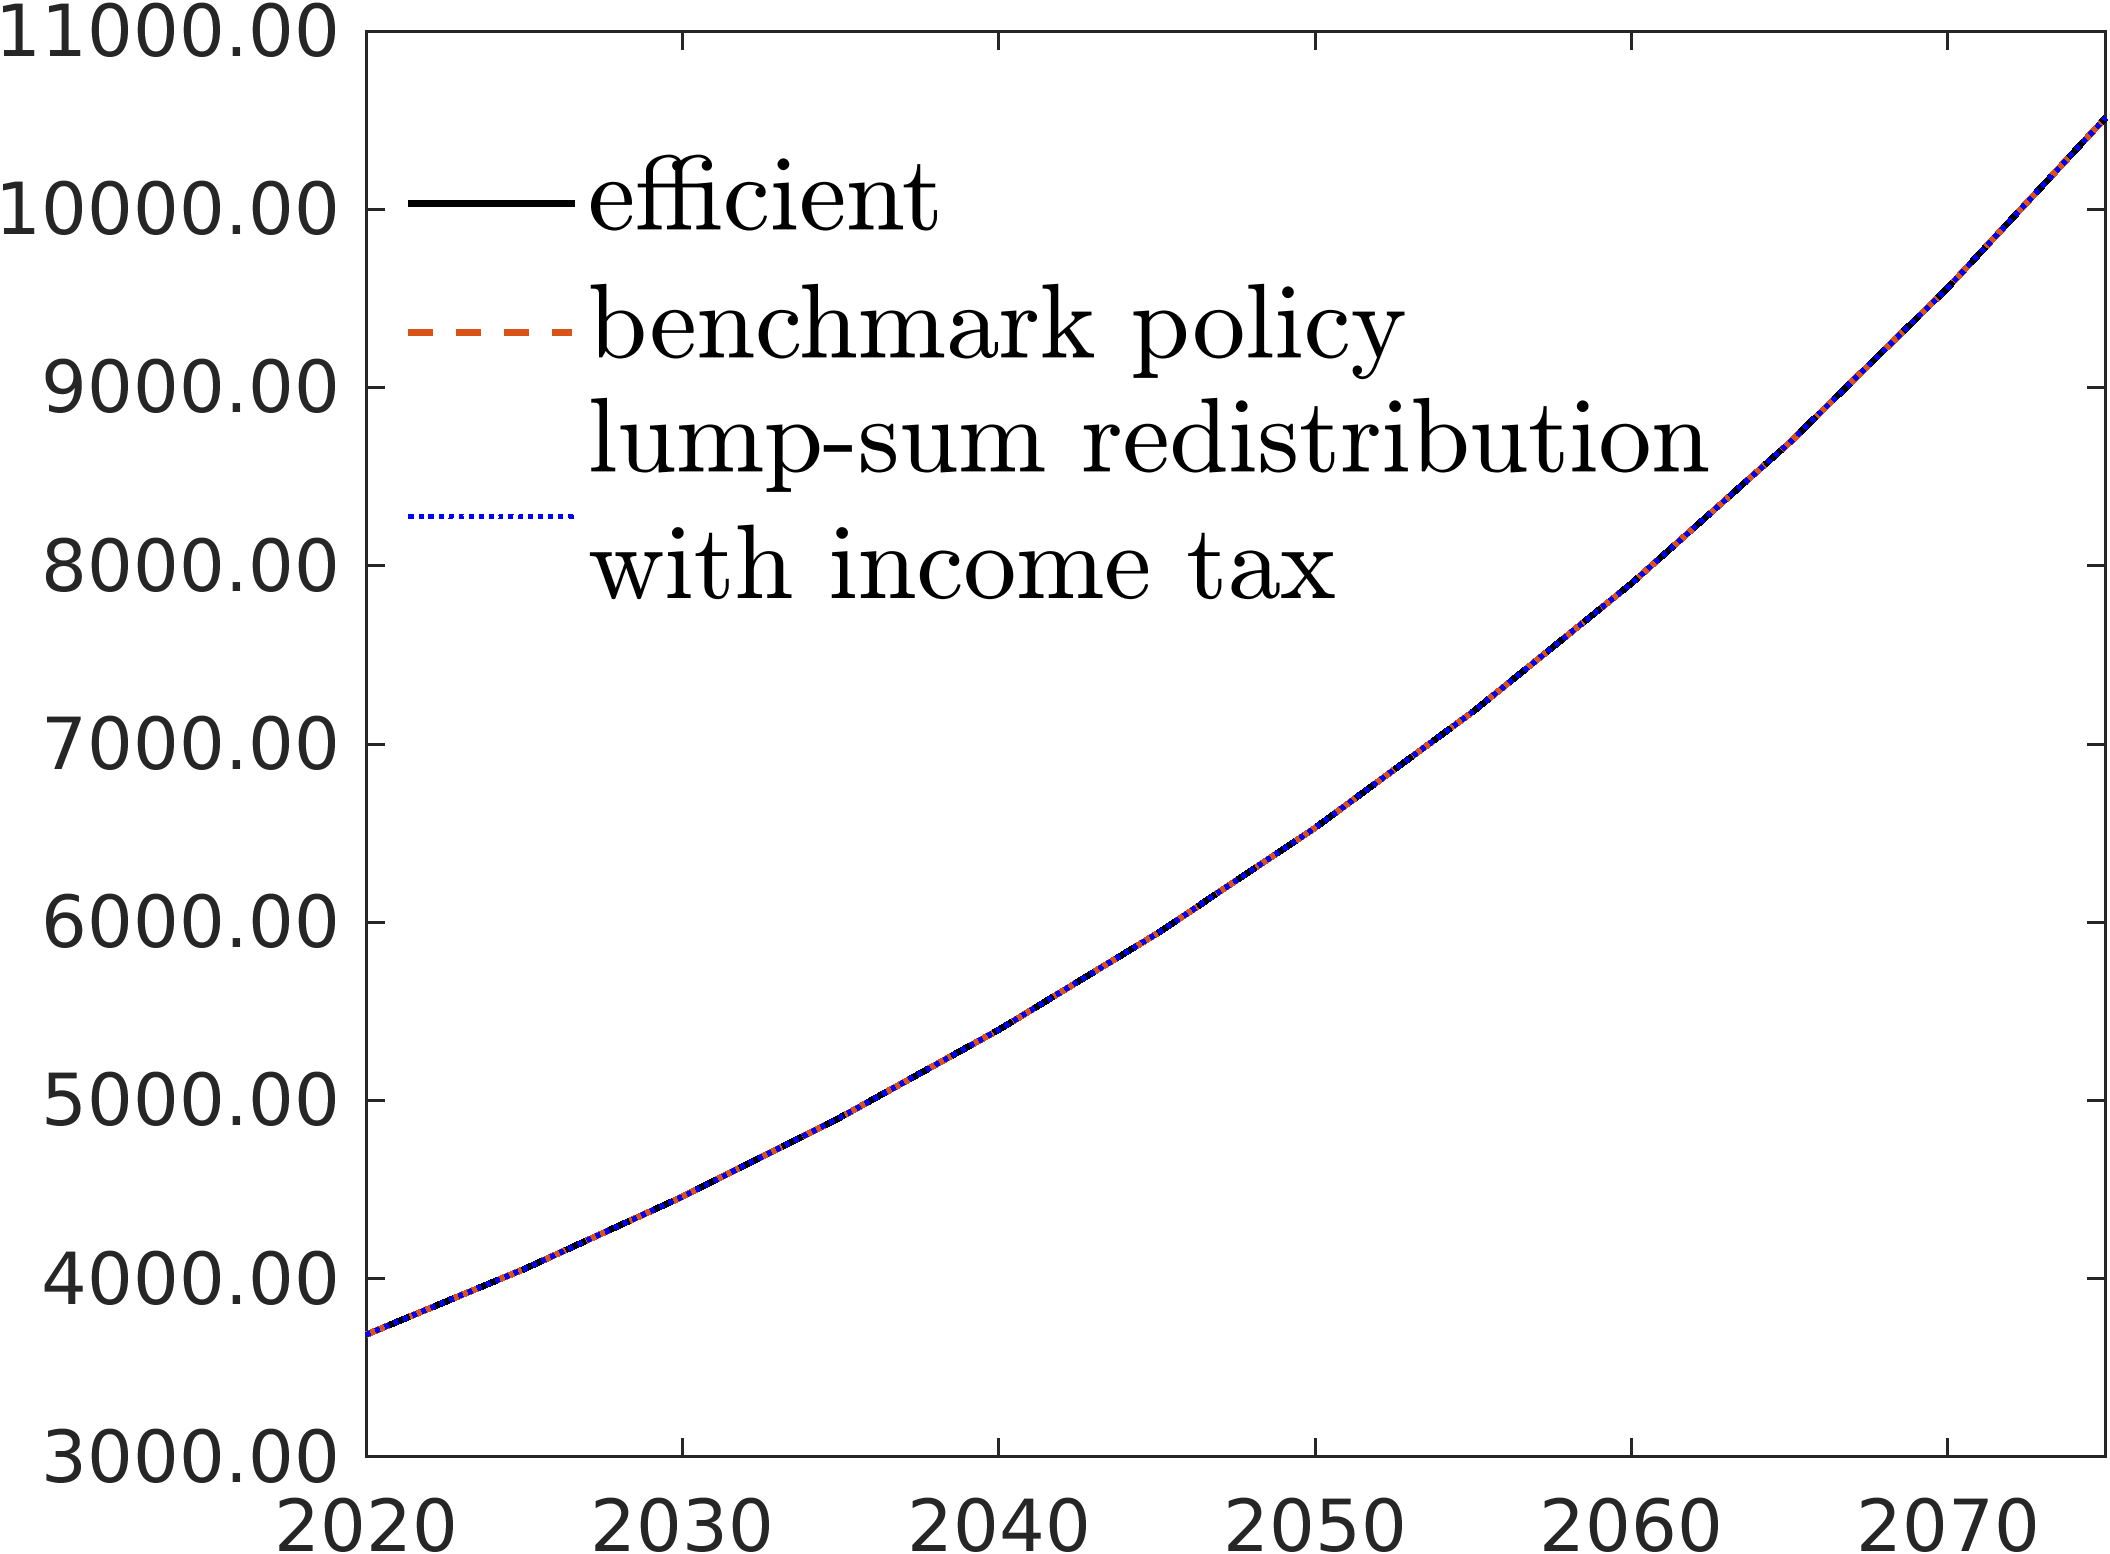 11000.00
10000.00
9000.00
8000.00
7000.00
6000.00
5000.00
4000.00
3000.00
efficient
benchmark policy
lump-sum redistribution
with income tax
2020 2030 2040 2050 2060 2070